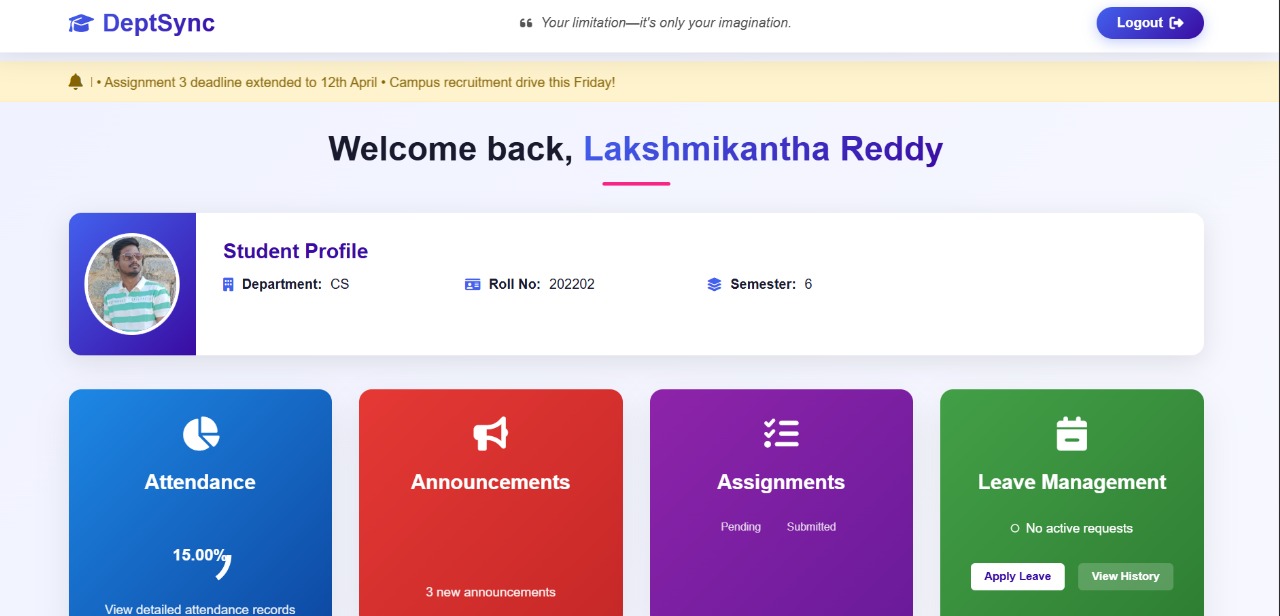 DeptSync
Your limitation—it's only your imagination.
Logout
• Assignment 3 deadline extended to 12th April • Campus recruitment drive this Friday!
Welcome back, Lakshmikantha Reddy
Student Profile
Department: CS
Roll No: 202202
Semester: 6
Attendance
15.00%
View detailed attendance records
Announcements
3 new announcements
Assignments
Pending Submitted
Leave Management
No active requests
Apply Leave View History